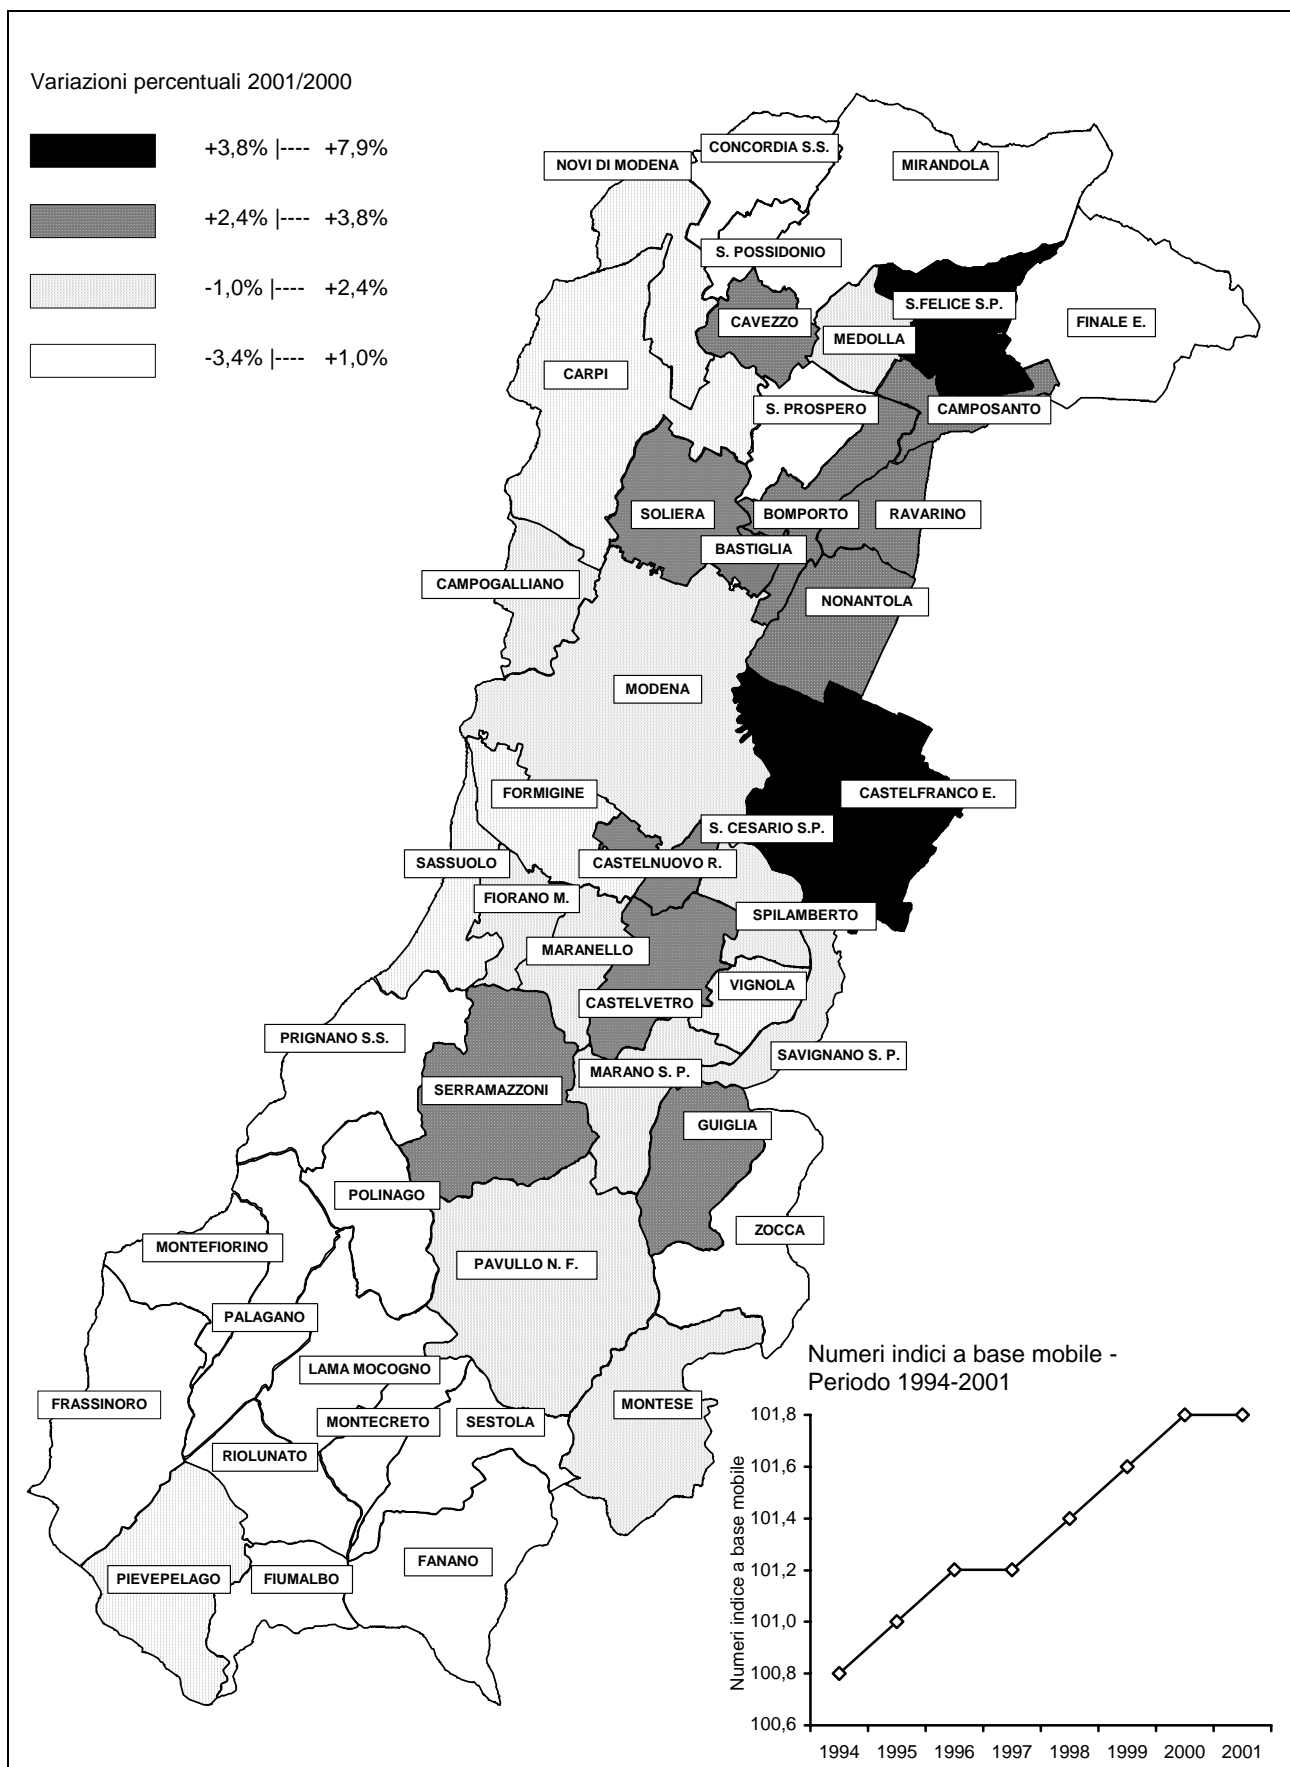 Variazioni percentuali 2001/2000
+3,8% |---- +7,9%
+2,4% |---- +3,8%
-1,0% |---- +2,4%
-3,4% |---- +1,0%
CONCORDIA S.S.
NOVI DI MODENA
MIRANDOLA
S. POSSIDONIO
S.FELICE S.P.
CAVEZZO
FINALE E.
MEDOLLA
CARPI
S. PROSPERO
CAMPOSANTO
SOLIERA
BOMPORTO
RAVARINO
BASTIGLIA
CAMPOGALLIANO
NONANTOLA
MODENA
FORMIGINE
CASTELFRANCO E.
S. CESARIO S.P.
SASSUOLO
CASTELNUOVO R.
FIORANO M.
SPILAMBERTO
MARANELLO
VIGNOLA
CASTELVETRO
PRIGNANO S.S.
SAVIGNANO S. P.
MARANO S. P.
SERRAMAZZONI
GUIGLIA
POLINAGO
ZOCCA
MONTEFIORINO
PAVULLO N. F.
PALAGANO
LAMA MOCOGNO
FRASSINORO
MONTESE
MONTECRETO
SESTOLA
RIOLUNATO
FANANO
PIEVEPELAGO
FIUMALBO
Numeri indici a base mobile -
Periodo 1994-2001
Numeri indice a base mobile
101,8
101,6
101,4
101,2
101,0
100,8
100,6
1994 1995 1996 1997 1998 1999 2000 2001